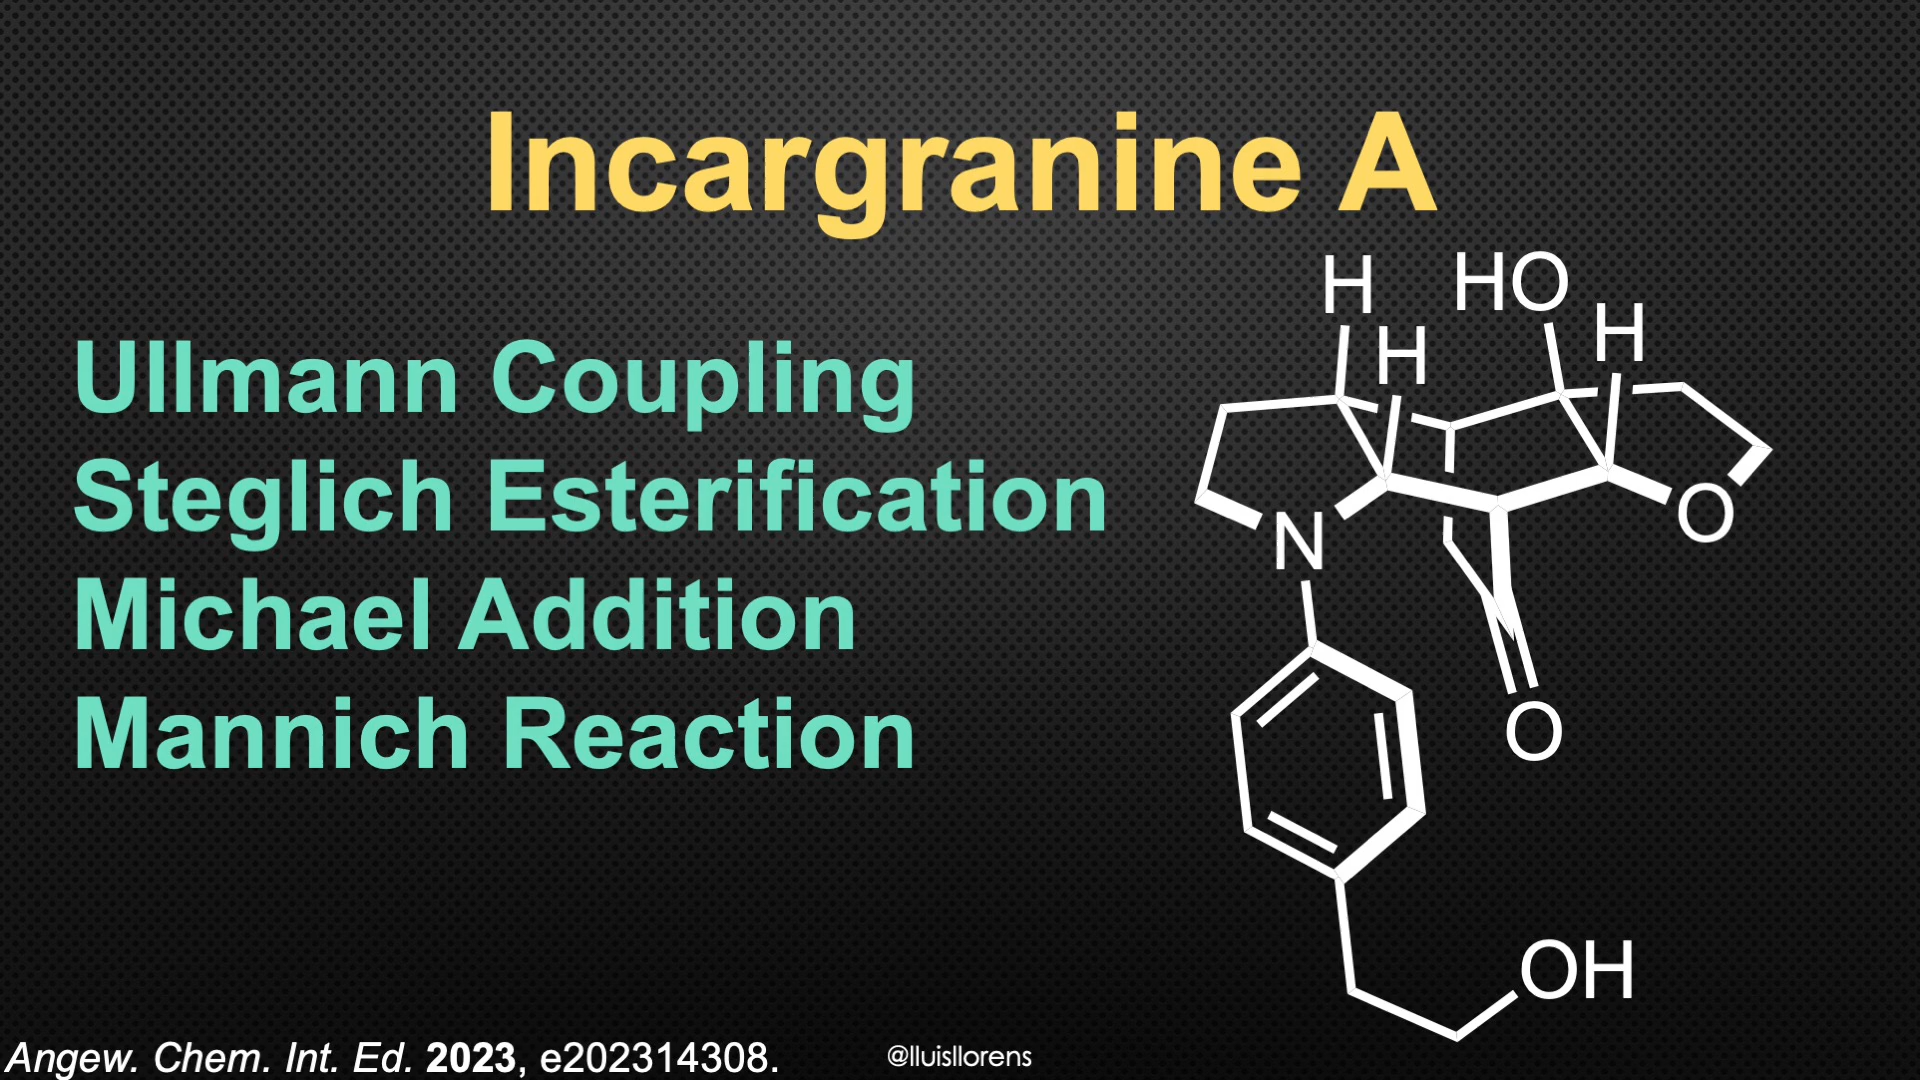 Incargranine A
Ullmann Coupling
Steglich Esterification
Michael Addition
Mannich Reaction
H
HO
H
H
N
O
O
OH
Angew. Chem. Int. Ed. 2023, e202314308.
@lluisllorens